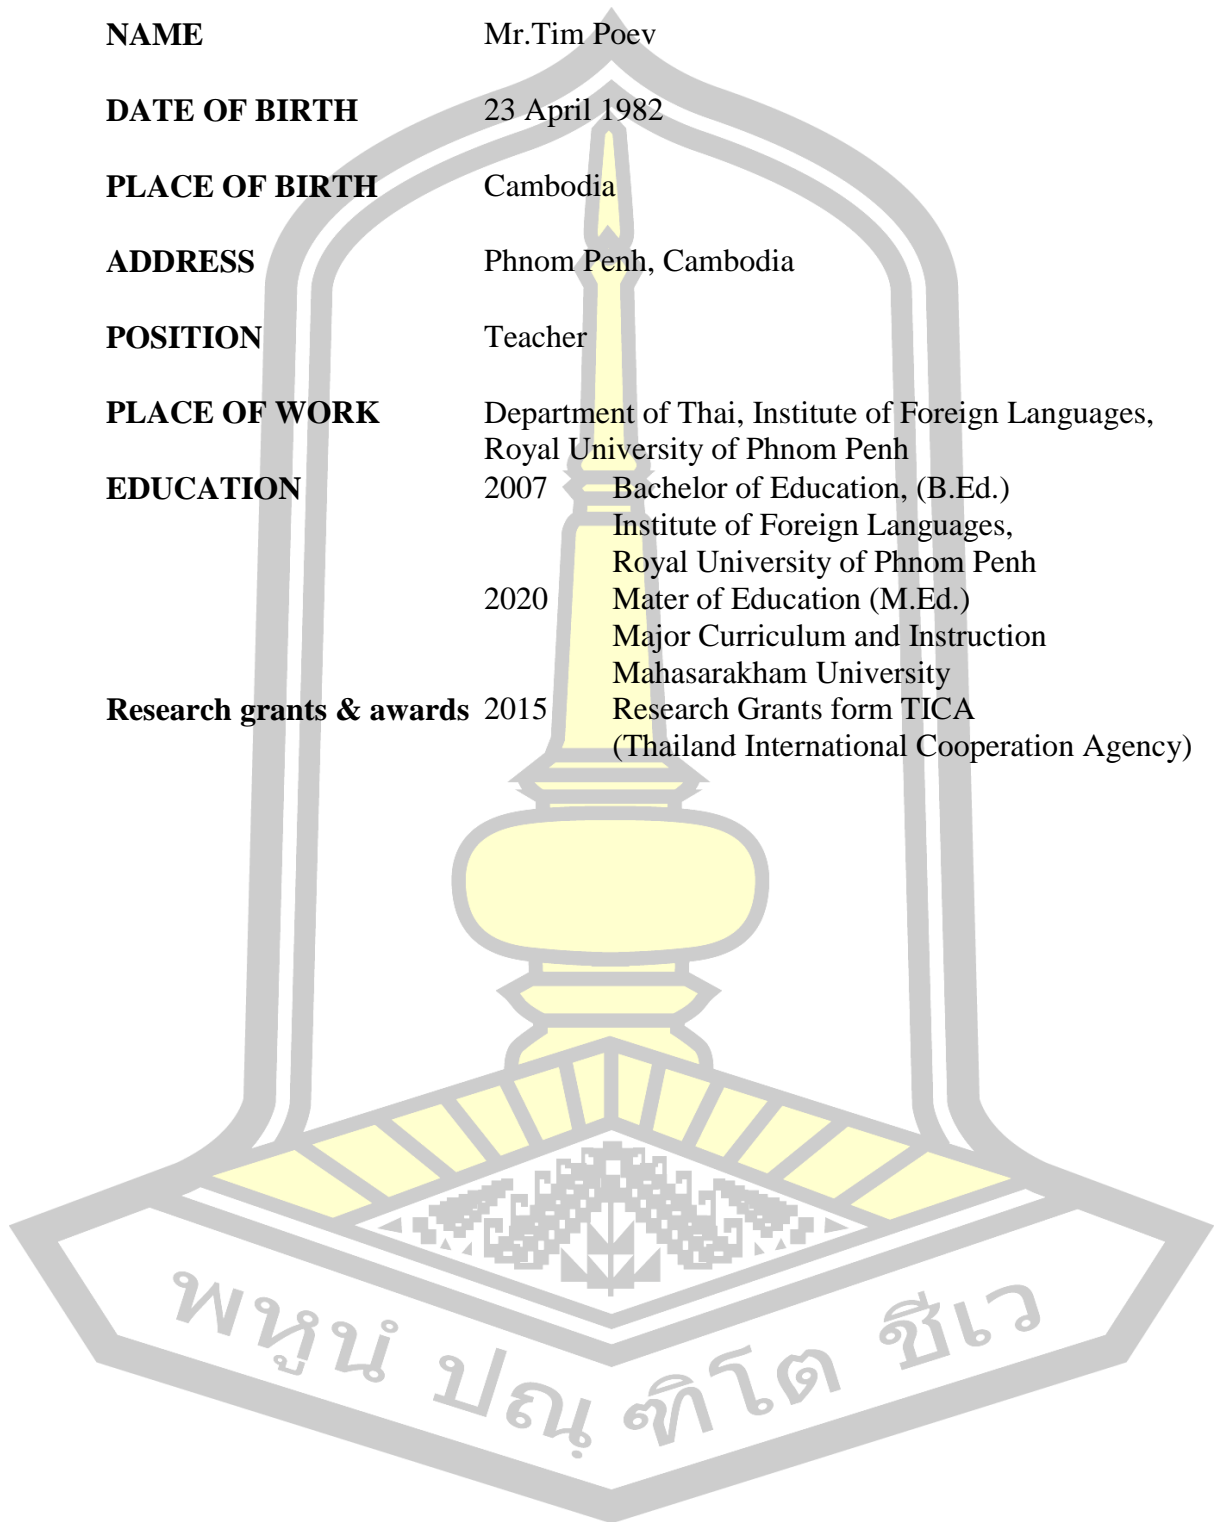 NAME Mr.Tim Poev
DATE OF BIRTH 23 April 1982
PLACE OF BIRTH Cambodia
ADDRESS Phnom Penh, Cambodia
POSITION Teacher
PLACE OF WORK Department of Thai, Institute of Foreign Languages,
Royal University of Phnom Penh
EDUCATION 2007 Bachelor of Education, (B.Ed.)
Institute of Foreign Languages,
Royal University of Phnom Penh
2020 Mater of Education (M.Ed.)
Major Curriculum and Instruction
Mahasarakham University
Research grants & awards 2015 Research Grants form TICA
(Thailand International Cooperation Agency)
พหูนํ ปณฺ ฑิโต ชีเว